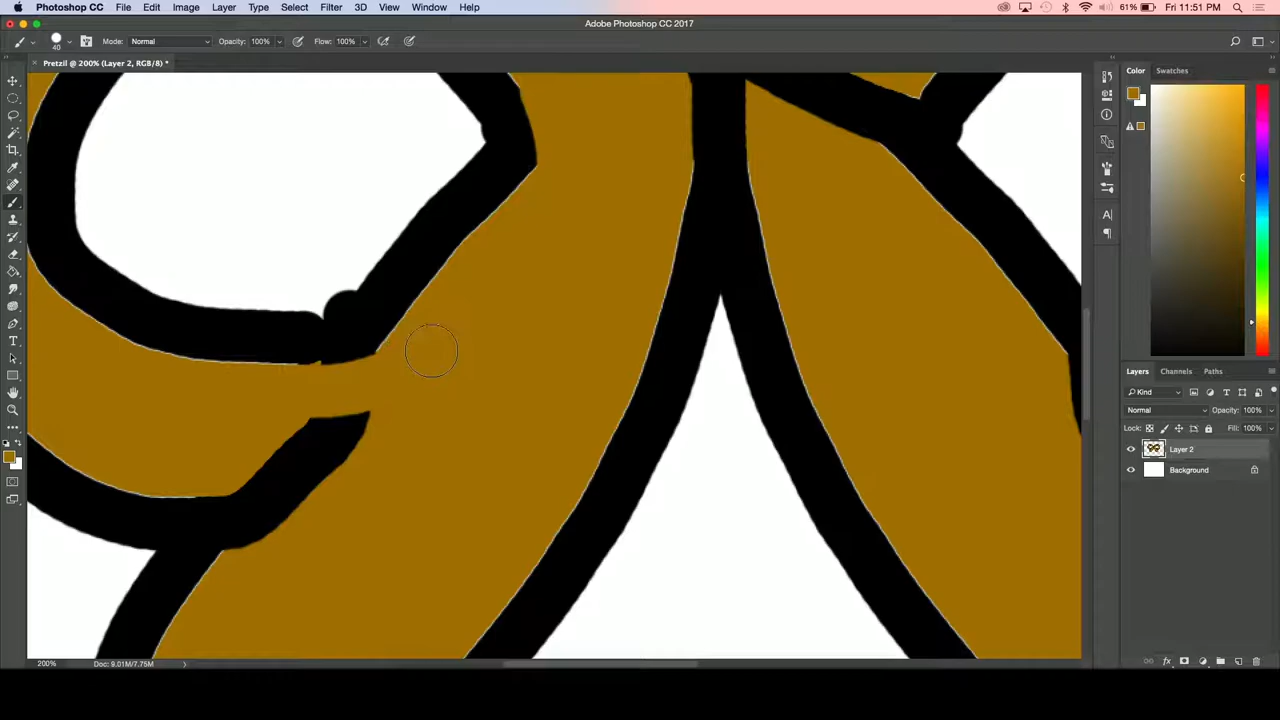 Photoshop CC File Edit Image Layer Type Select Filter 3D View Window Help 61% Fri 11:51 PM
Adobe Photoshop CC 2017
40 Mode: Normal Opacity: 100% Flow: 100%
Pretzil @ 200% (Layer 2, RGB/8) *
Color Swatches
Layers Channels Paths
Kind
Normal Opacity: 100%
Lock: Fill: 100%
Layer 2
Background
200% Doc: 9.01M/7.75M
fx